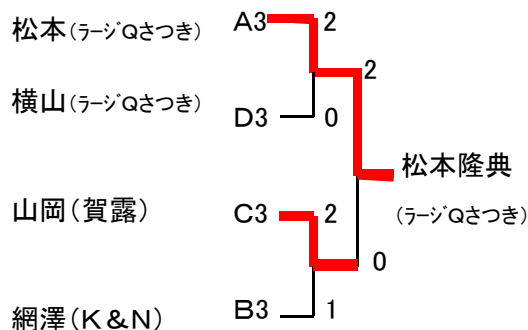 松本(ラージQさつき) A3 2
2
横山(ラージQさつき) D3 0
松本隆典
山岡(賀露) C3 2 (ラージQさつき)
0
網澤(K&N) B3 1